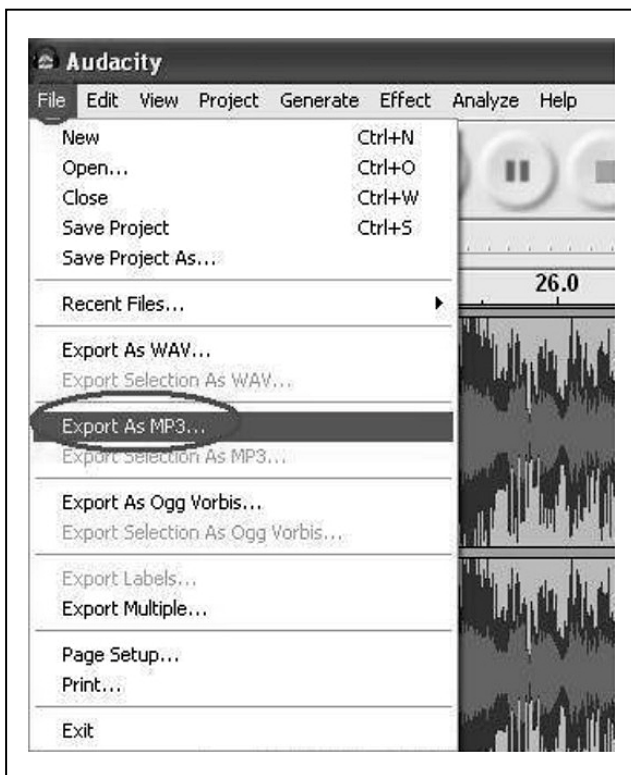 Audacity
File Edit View Project Generate Effect Analyze Help
New Ctrl+N
Open... Ctrl+O
Close Ctrl+W
Save Project Ctrl+S
Save Project As...
26.0
Recent Files...
Export As WAV...
Export Selection As WAV...
Export As MP3...
Export Selection As MP3...
Export As Ogg Vorbis...
Export Selection As Ogg Vorbis...
Export Labels...
Export Multiple...
Page Setup...
Print...
Exit